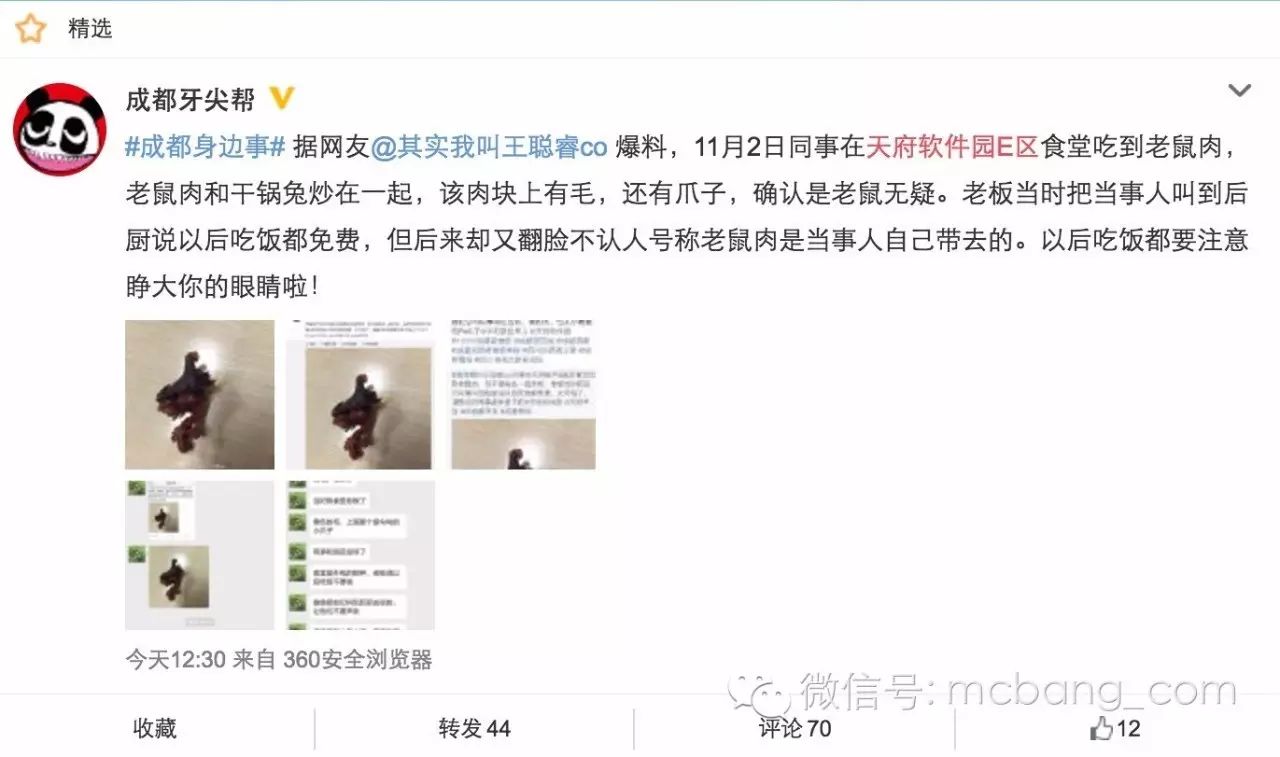 精选
成都牙尖帮
#成都身边事# 据网友@其实我叫王聪睿co 爆料，11月2日同事在天府软件园E区食堂吃到老鼠肉，
老鼠肉和干锅兔炒在一起，该肉块上有毛，还有爪子，确认是老鼠无疑。老板当时把当事人叫到后
厨说以后吃饭都免费，但后来却又翻脸不认人号称老鼠肉是当事人自己带去的。以后吃饭都要注意
睁大你的眼睛啦！
今天12:30 来自 360安全浏览器
微信号: mcbang_com
收藏
转发 44
评论 70
12